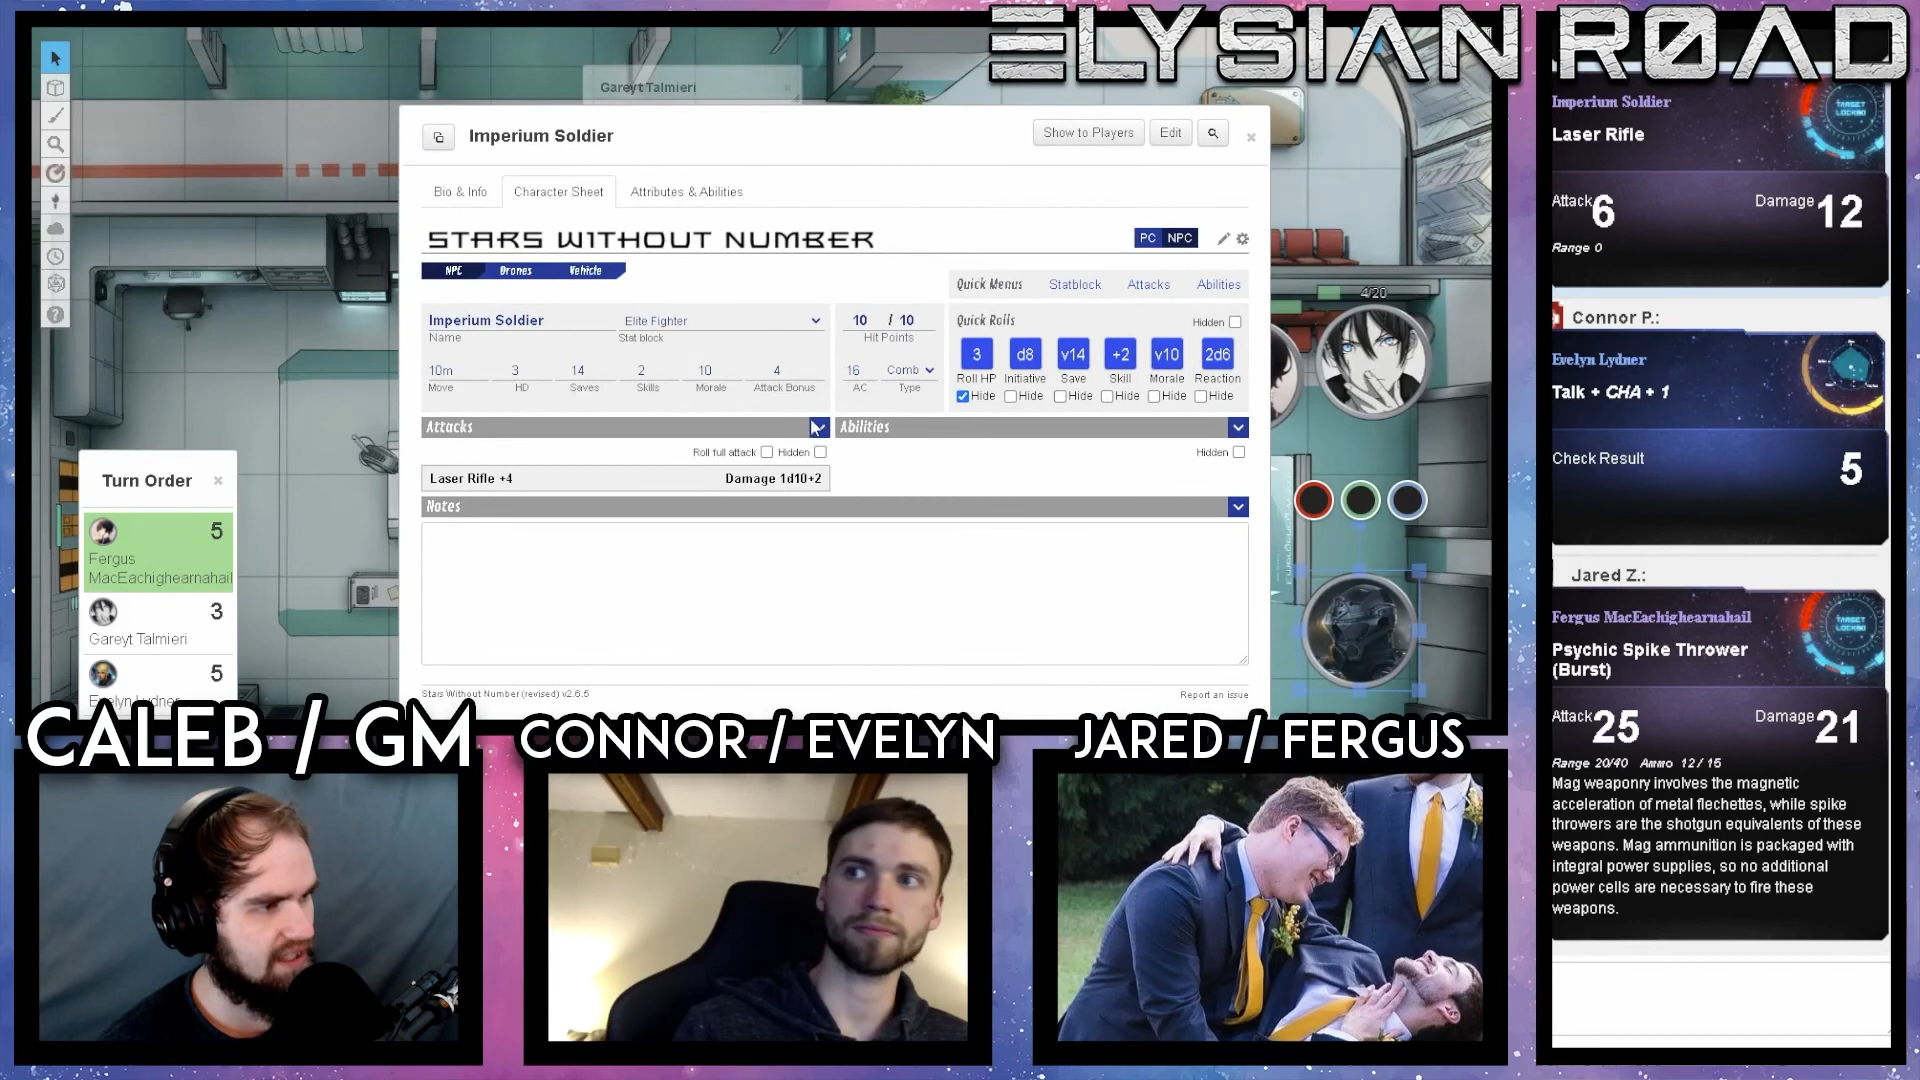 ELYSIAN RØAD
Gareyt Talmieri
Imperium Soldier
Show to Players
Edit
Bio & Info
Character Sheet
Attributes & Abilities
STARS WITHOUT NUMBER
PC NPC
NPC Drones Vehicle
Quick Menus Statblock Attacks Abilities
Imperium Soldier
Elite Fighter
10 / 10
Name
Stat block
Hit Points
Quick Rolls
Hidden
10m 3 14 2 10 4
16 Comb
Move HD Saves Skills Morale Attack Bonus
AC Type
3 d8 v14 +2 v10 2d6
Roll HP Initiative Save Skill Morale Reaction
Hide Hide Hide Hide Hide Hide
Attacks
Abilities
Roll full attack Hidden
Hidden
Laser Rifle +4 Damage 1d10+2
Notes
Stars Without Number (revised) v2.6.5
Report an issue
4/20
Turn Order
5
Fergus
MacEachighearnahail
3
Gareyt Talmieri
5
Evelyn Lydner
CALEB / GM
CONNOR / EVELYN
JARED / FERGUS
Imperium Soldier
Laser Rifle
TARGET
LOCKED
Attack 6
Damage 12
Range 0
Connor P.:
Evelyn Lydner
Talk + CHA + 1
Check Result
5
Jared Z.:
Fergus MacEachighearnahail
Psychic Spike Thrower
(Burst)
TARGET
LOCKED
Attack 25
Damage 21
Range 20/40 Ammo 12/15
Mag weaponry involves the magnetic
acceleration of metal flechettes, while spike
throwers are the shotgun equivalents of these
weapons. Mag ammunition is packaged with
integral power supplies, so no additional
power cells are necessary to fire these
weapons.